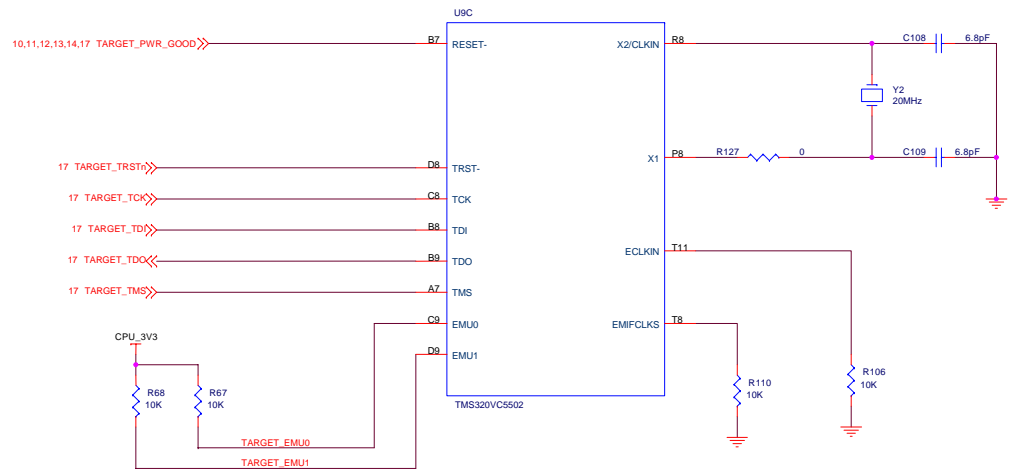 U9C
10,11,12,13,14,17 TARGET_PWR_GOOD
B7
RESET-
X2/CLKIN
R8
C108
6.8pF
Y2
20MHz
17 TARGET_TRSTn
D8
TRST-
X1
P8
R127
0
C109
6.8pF
17 TARGET_TCK
C8
TCK
17 TARGET_TDI
B8
TDI
17 TARGET_TDO
B9
TDO
ECLKIN
T11
17 TARGET_TMS
A7
TMS
C9
EMU0
EMIFCLKS
T8
CPU_3V3
D9
EMU1
R68
10K
R67
10K
R110
10K
R106
10K
TMS320VC5502
TARGET_EMU0
TARGET_EMU1